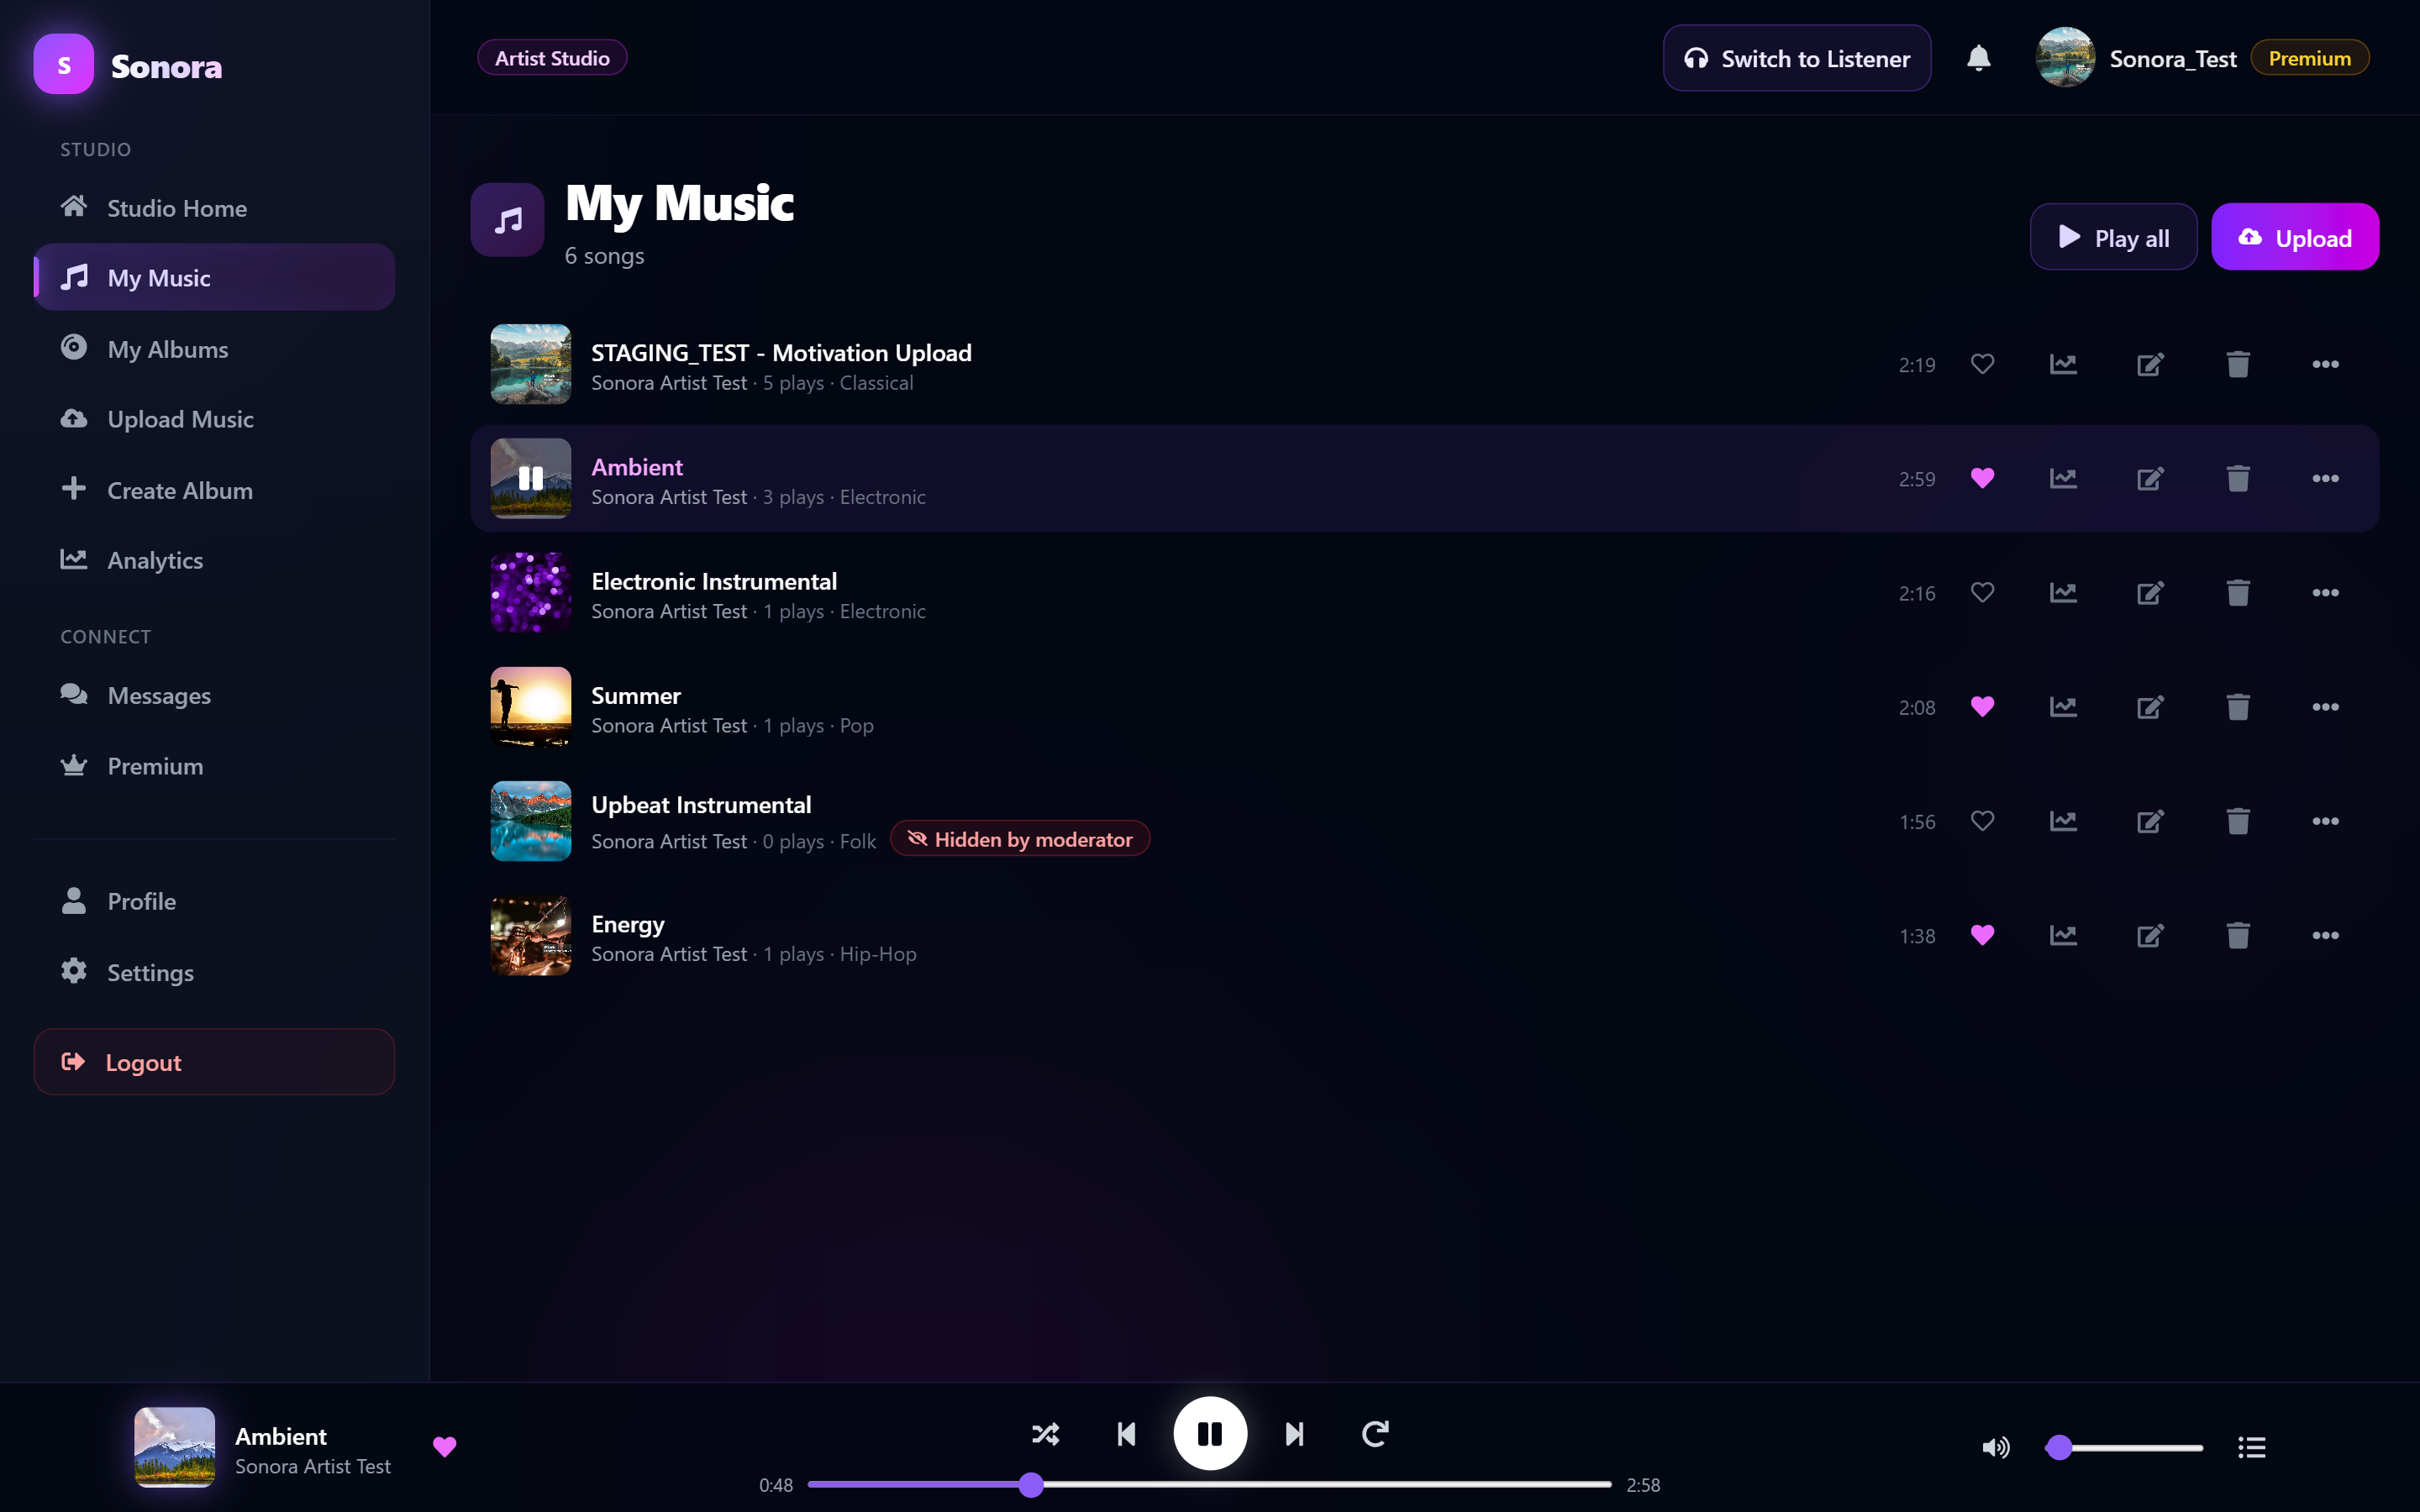 S
Sonora
Artist Studio
Switch to Listener
Sonora_Test
Premium
STUDIO
Studio Home
My Music
My Albums
Upload Music
Create Album
Analytics
CONNECT
Messages
Premium
Profile
Settings
Logout
My Music
6 songs
Play all
Upload
STAGING_TEST - Motivation Upload
Sonora Artist Test · 5 plays · Classical
2:19
Ambient
Sonora Artist Test · 3 plays · Electronic
2:59
Electronic Instrumental
Sonora Artist Test · 1 plays · Electronic
2:16
Summer
Sonora Artist Test · 1 plays · Pop
2:08
Upbeat Instrumental
Sonora Artist Test · 0 plays · Folk Hidden by moderator
1:56
Energy
Sonora Artist Test · 1 plays · Hip-Hop
1:38
Ambient
Sonora Artist Test
0:48
2:58